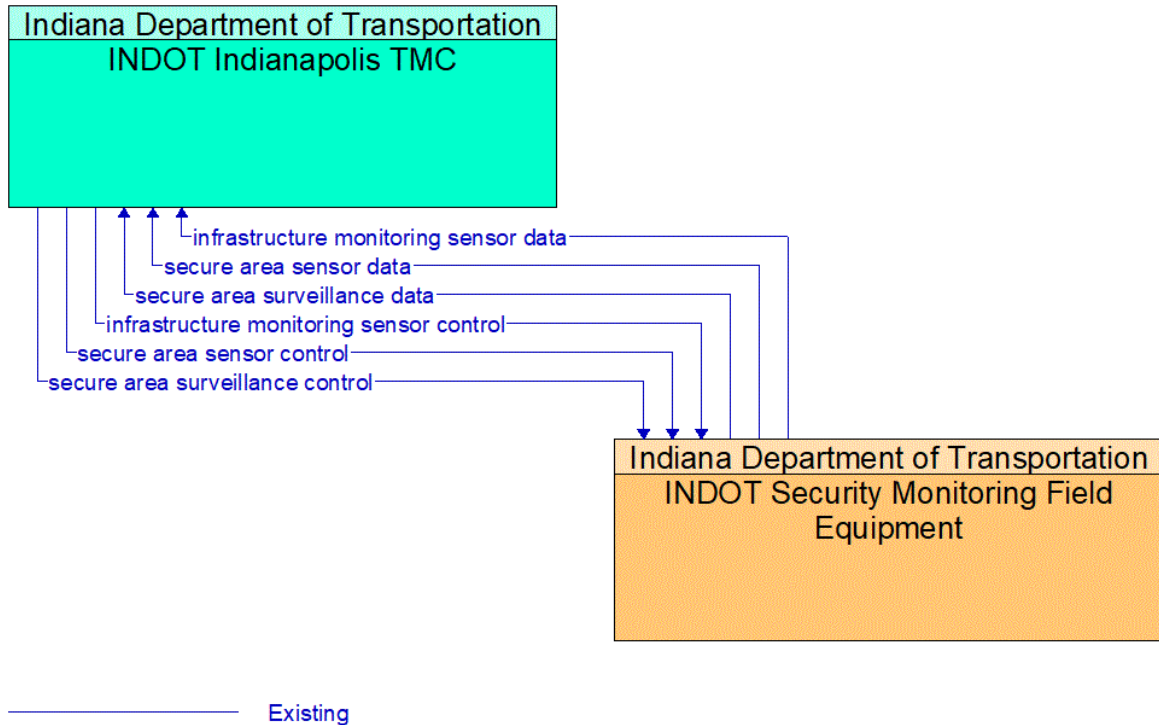 Indiana Department of Transportation
INDOT Indianapolis TMC
infrastructure monitoring sensor data
secure area sensor data
secure area surveillance data
infrastructure monitoring sensor control
secure area sensor control
secure area surveillance control
Indiana Department of Transportation
INDOT Security Monitoring Field
Equipment
Existing